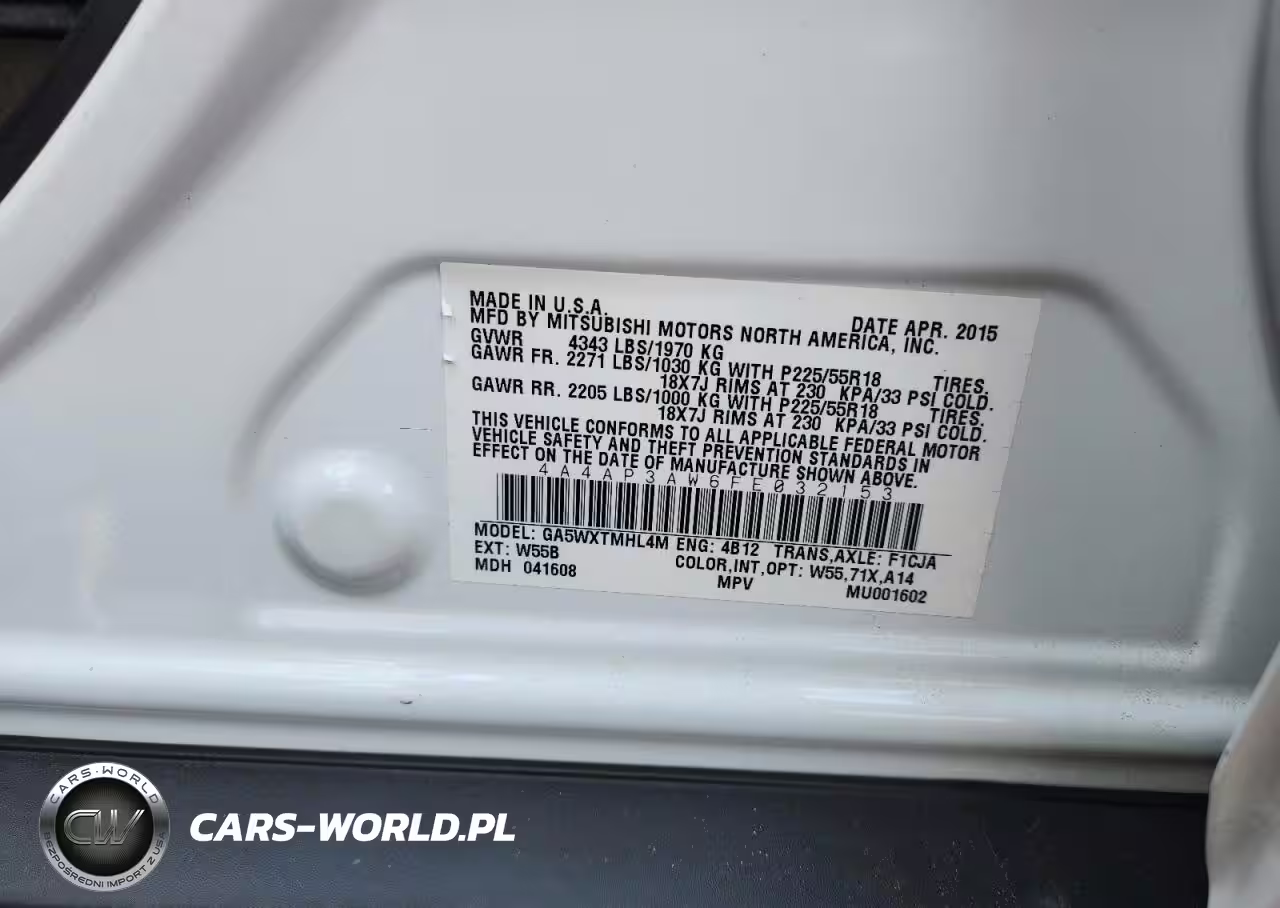 MADE IN U.S.A. DATE APR. 2015
MFD BY MITSUBISHI MOTORS NORTH AMERICA, INC.
GVWR 4343 LBS/1970 KG
GAWR FR. 2271 LBS/1030 KG WITH P225/55R18 TIRES.
18X7J RIMS AT 230 KPA/33 PSI COLD.
GAWR RR. 2205 LBS/1000 KG WITH P225/55R18 TIRES.
18X7J RIMS AT 230 KPA/33 PSI COLD.
THIS VEHICLE CONFORMS TO ALL APPLICABLE FEDERAL MOTOR
VEHICLE SAFETY AND THEFT PREVENTION STANDARDS IN
EFFECT ON THE DATE OF MANUFACTURE SHOWN ABOVE.
4A4AP3AW6FE032153
MODEL: GA5WXTMHL4M ENG: 4B12 TRANS,AXLE: F1CJA
EXT: W55B COLOR,INT,OPT: W55,71X,A14
MDH 041608 MPV MU001602
CARS-WORLD
CW
BEZPOŚREDNI IMPORT Z USA
CARS-WORLD.PL